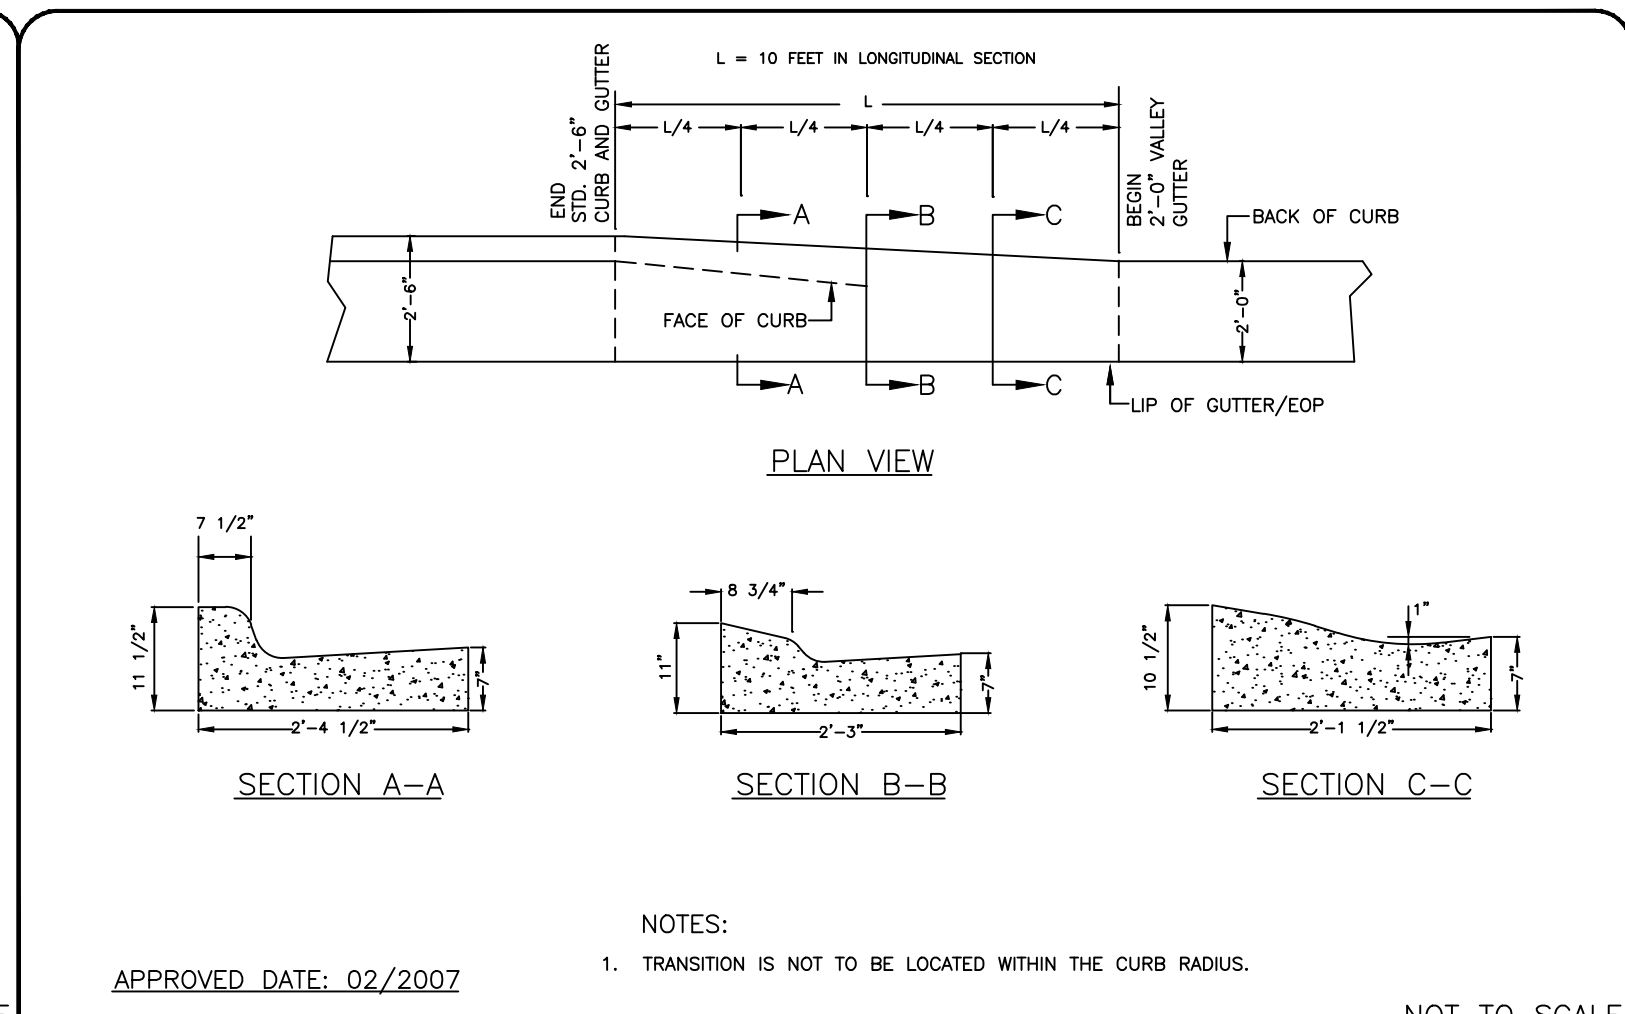 L = 10 FEET IN LONGITUDINAL SECTION
END
STD. 2'-6"
CURB AND GUTTER
L
L/4
L/4
L/4
L/4
BEGIN
2'-0" VALLEY
GUTTER
A
B
C
BACK OF CURB
2'-6"
FACE OF CURB
2'-0"
A
B
C
LIP OF GUTTER/EOP
PLAN VIEW
7 1/2"
11 1/2"
7"
2'-4 1/2"
SECTION A-A
8 3/4"
11"
7"
2'-3"
SECTION B-B
1"
10 1/2"
7"
2'-1 1/2"
SECTION C-C
NOTES:
1. TRANSITION IS NOT TO BE LOCATED WITHIN THE CURB RADIUS.
APPROVED DATE: 02/2007
NOT TO SCALE